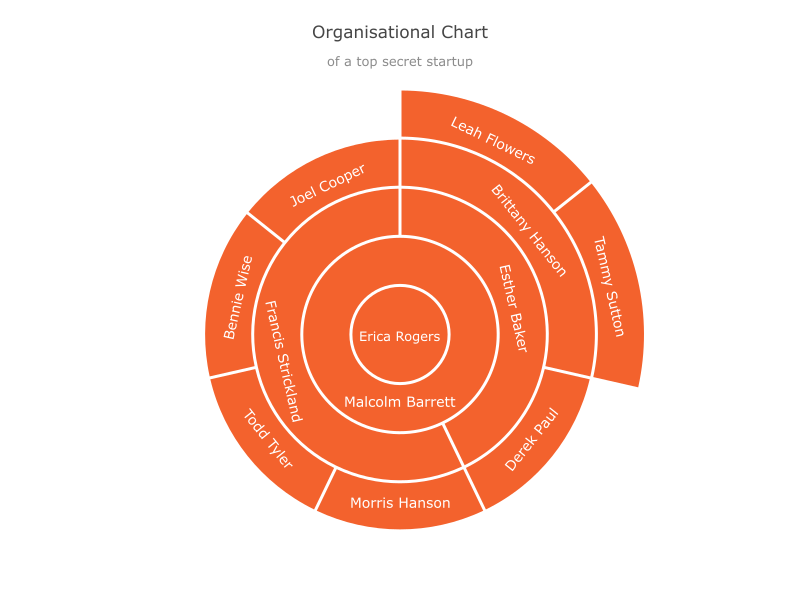 Organisational Chart
of a top secret startup
Leah Flowers
Joel Cooper
Brittany Hanson
Tammy Sutton
Bennie Wise
Esther Baker
Francis Strickland
Erica Rogers
Malcolm Barrett
Todd Tyler
Derek Paul
Morris Hanson